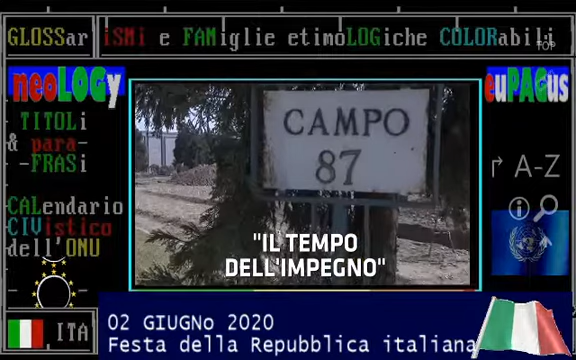 GLOSSar iSMi e FAMiglie etimoLOGiche COLORabili
TOP
neoLOGy
euPAGus
TITOLi
& para-
-FRASi
CAMPO
87
A-Z
CALendario
CIVistico
dell'ONU
"IL TEMPO
DELL'IMPEGNO"
ITA
02 GIUGNo 2020
Festa della Repubblica italiana